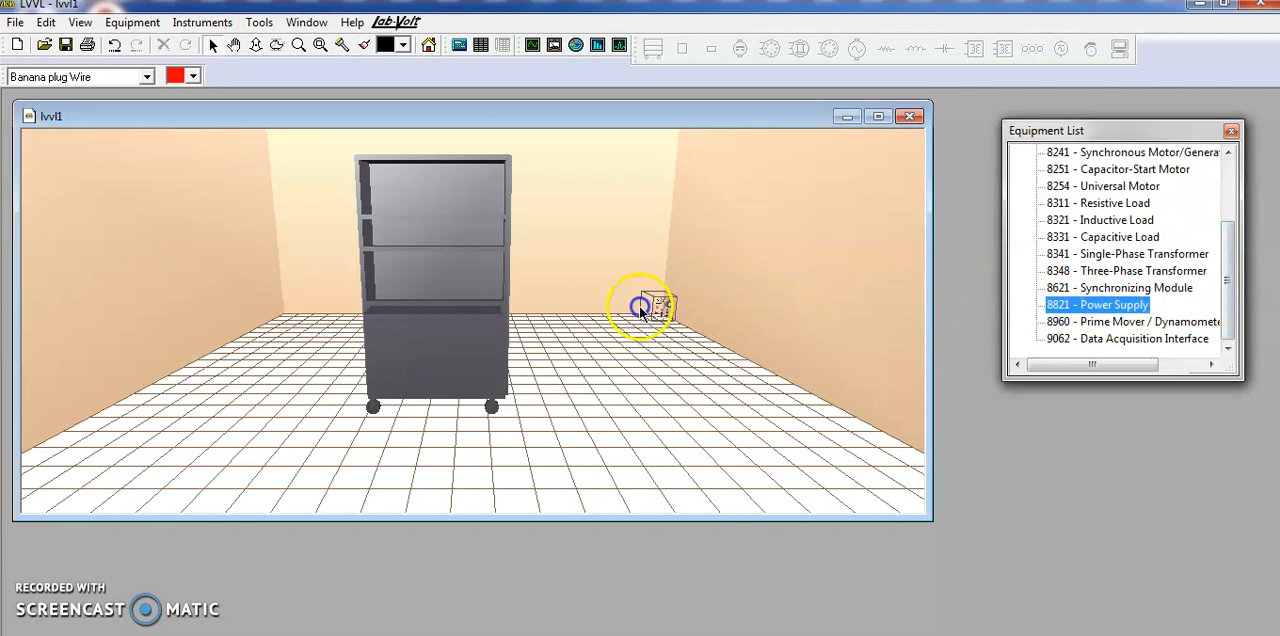 LVVL - lvvl1
File Edit View Equipment Instruments Tools Window Help Lab-Volt
Banana plug Wire
lvvl1
Equipment List
8241 - Synchronous Motor/Genera
8251 - Capacitor-Start Motor
8254 - Universal Motor
8311 - Resistive Load
8321 - Inductive Load
8331 - Capacitive Load
8341 - Single-Phase Transformer
8348 - Three-Phase Transformer
8621 - Synchronizing Module
8821 - Power Supply
8960 - Prime Mover / Dynamomete
9062 - Data Acquisition Interface
RECORDED WITH
SCREENCAST MATIC